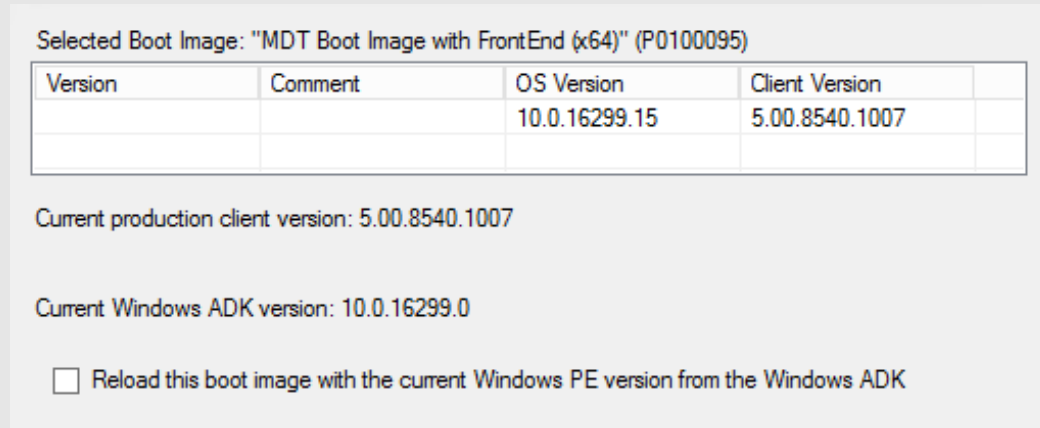 Selected Boot Image: "MDT Boot Image with FrontEnd (x64)" (P0100095)
Version Comment OS Version Client Version
10.0.16299.15 5.00.8540.1007
Current production client version: 5.00.8540.1007
Current Windows ADK version: 10.0.16299.0
Reload this boot image with the current Windows PE version from the Windows ADK